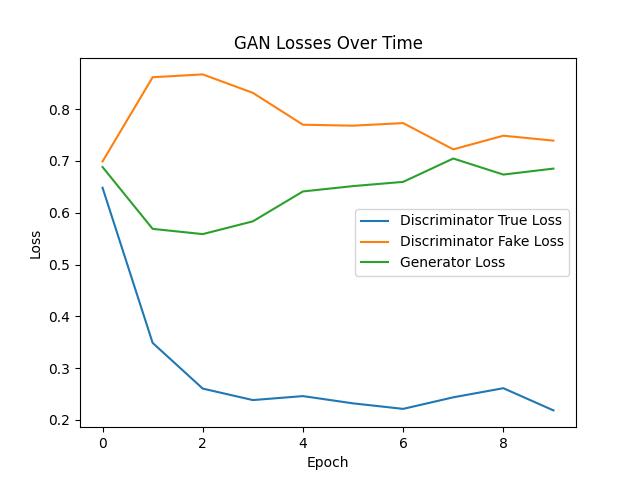 GAN Losses Over Time
0.8
0.7
0.6
0.5
0.4
0.3
0.2
Loss
Discriminator True Loss
Discriminator Fake Loss
Generator Loss
0 2 4 6 8
Epoch